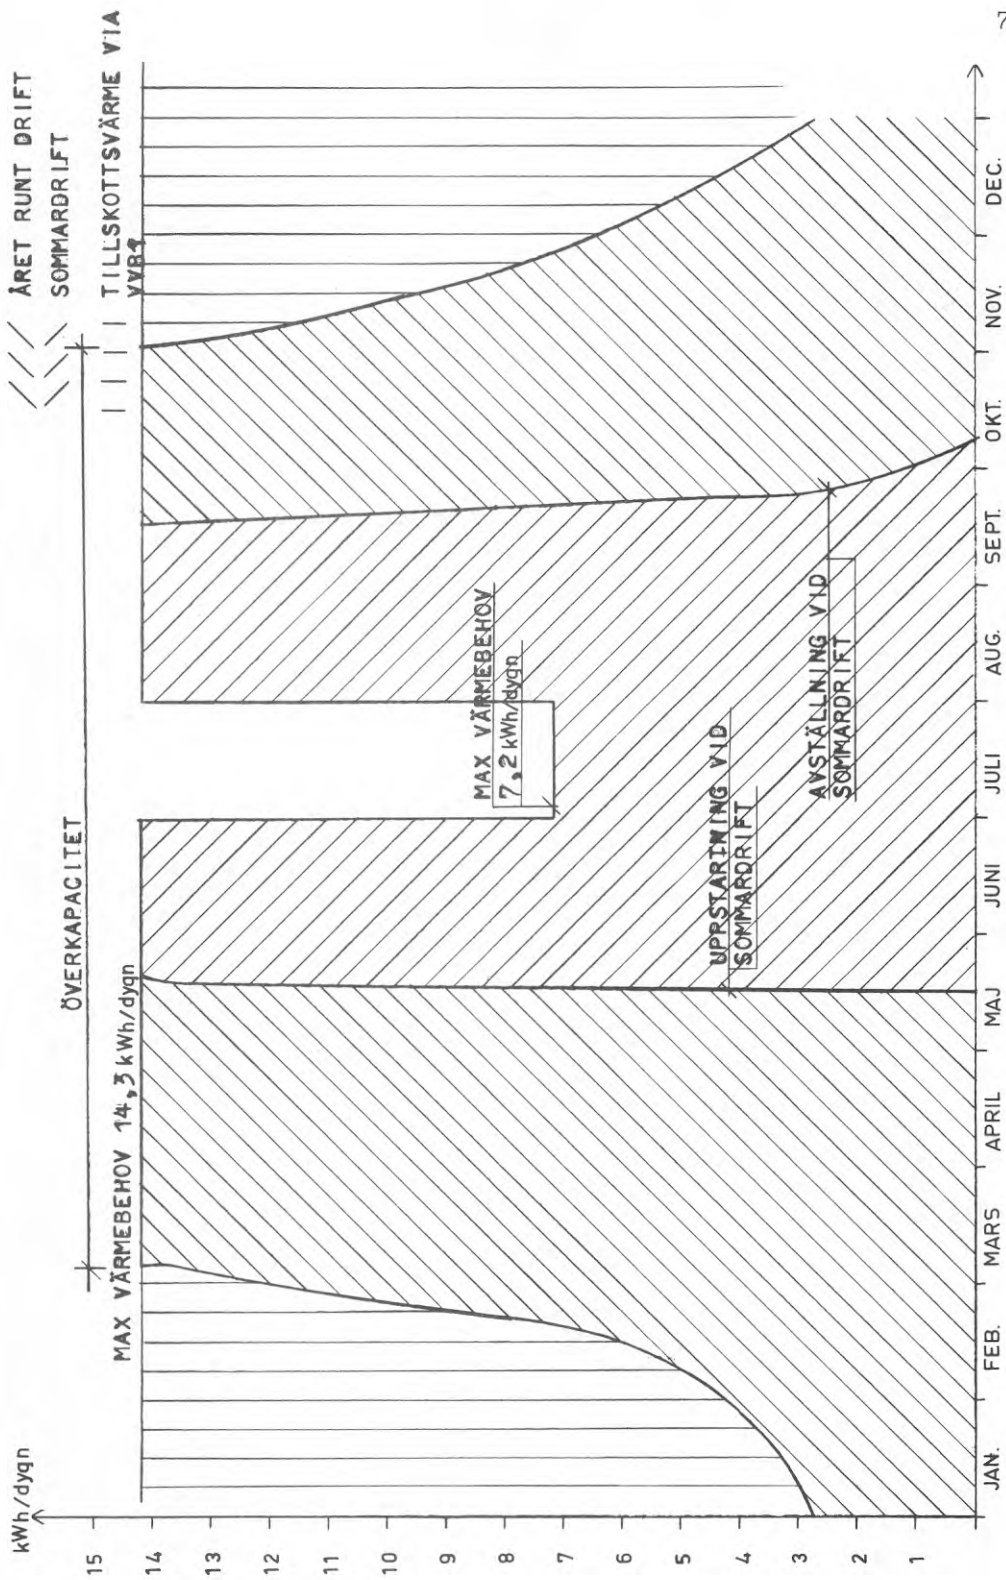 7
kWh/dygn
ÅRET RUNT DRIFT
SOMMARDRIFT
TILLSKOTTSVÄRME VIA
ÖVERKAPACITET
MAX VÄRMEBEHOV 14,3 kWh/dygn
MAX VÄRMEBEHOV
7,2 kWh/dygn
UPPSTARINING VID
SOMMARDRIFT
AVSTÄLLNING VID
SOMMARDRIFT
15
14
13
12
11
10
9
8
7
6
5
4
3
2
1
JAN. FEB. MARS APRIL MAJ JUNI JULI AUG. SEPT. OKT. NOV. DEC.